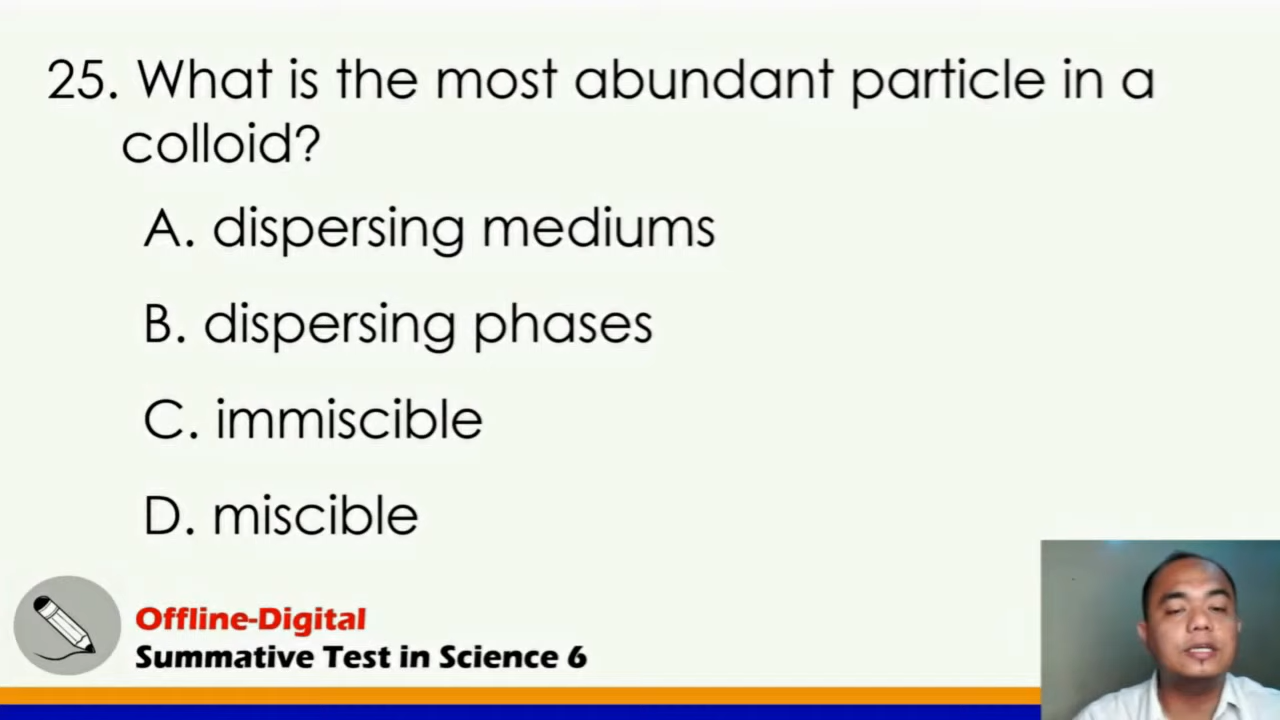 25. What is the most abundant particle in a
colloid?
A. dispersing mediums
B. dispersing phases
C. immiscible
D. miscible
Offline-Digital
Summative Test in Science 6